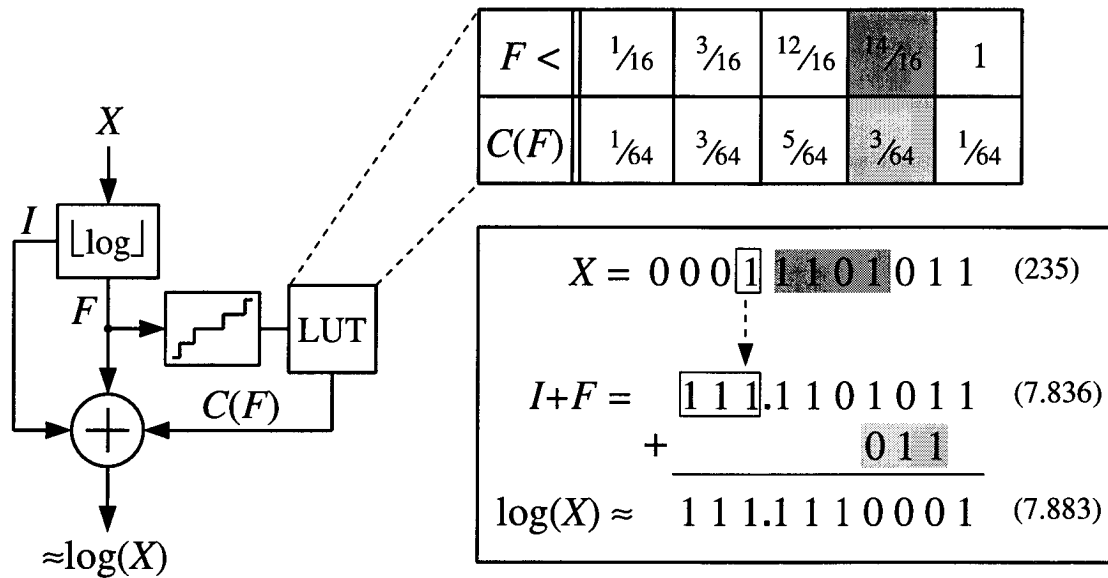 F < 1/16 3/16 12/16 14/16 1
C(F) 1/64 3/64 5/64 3/64 1/64
X
I
⌊log⌋
F
LUT
C(F)
+
≈log(X)
X = 0 0 0 1 1 1 0 1 0 1 1 (235)
I+F = 1 1 1.1 1 0 1 0 1 1 (7.836)
+ 0 1 1
log(X) ≈ 1 1 1.1 1 1 0 0 0 1 (7.883)